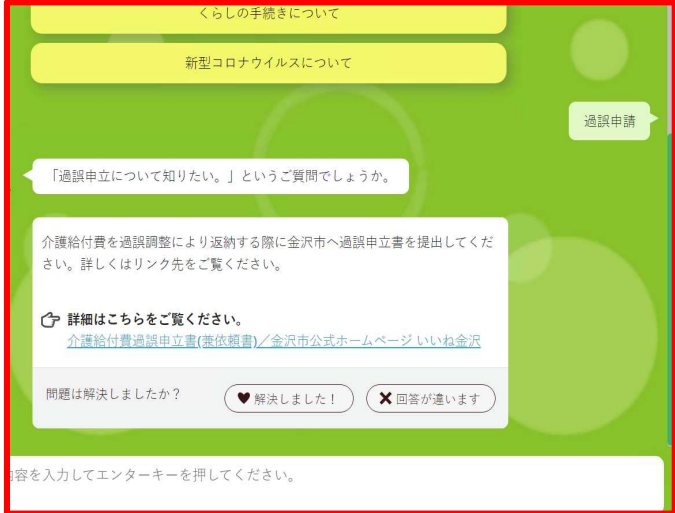 くらしの手続きについて
新型コロナウイルスについて
過誤申請
「過誤申立について知りたい。」というご質問でしょうか。
介護給付費を過誤調整により返納する際に金沢市へ過誤申立書を提出してくだ
さい。詳しくはリンク先をご覧ください。
詳細はこちらをご覧ください。
介護給付費過誤申立書(兼依頼書)／金沢市公式ホームページ いいね金沢
問題は解決しましたか？
解決しました！
回答が違います
容を入力してエンターキーを押してください。